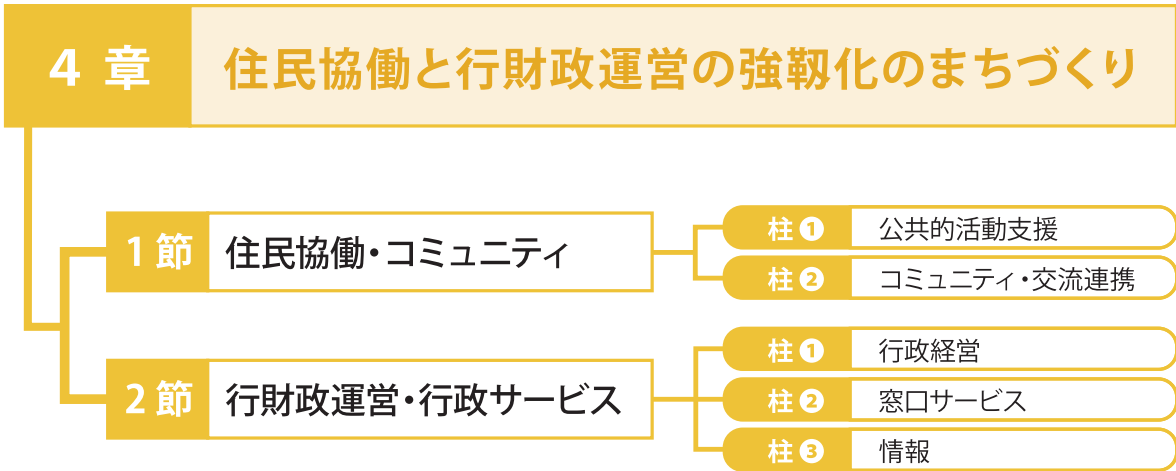 4 章 住民協働と行財政運営の強靱化のまちづくり
1 節 住民協働・コミュニティ
柱❶ 公共的活動支援
柱❷ コミュニティ・交流連携
2 節 行財政運営・行政サービス
柱❶ 行政経営
柱❷ 窓口サービス
柱❸ 情報